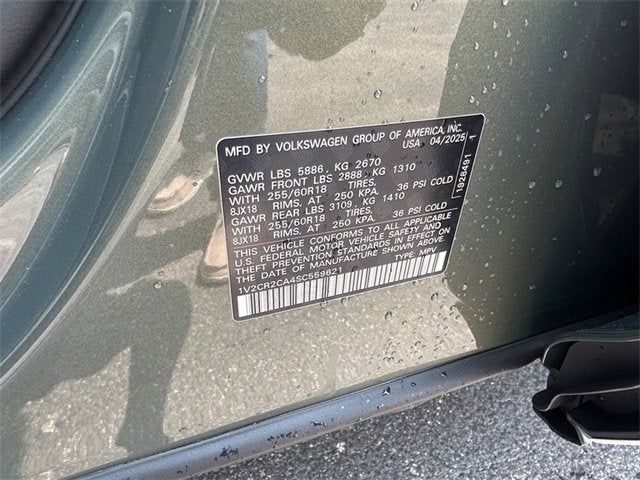 MFD BY VOLKSWAGEN GROUP OF AMERICA, INC.
USA 04/2025
GVWR LBS 5886, KG 2670
GAWR FRONT LBS 2888, KG 1310
WITH 255/60R18 TIRES,
8JX18 RIMS, AT 250 KPA. 36 PSI COLD
GAWR REAR LBS 3109, KG 1410
WITH 255/60R18 TIRES,
8JX18 RIMS, AT 250 KPA. 36 PSI COLD
THIS VEHICLE CONFORMS TO ALL APPLICABLE
U.S. FEDERAL MOTOR VEHICLE SAFETY AND
THEFT PREVENTION STANDARDS IN EFFECT ON
THE DATE OF MANUFACTURE SHOWN ABOVE.
1V2CR2CA4SC559621 TYPE: MPV
1928491 1